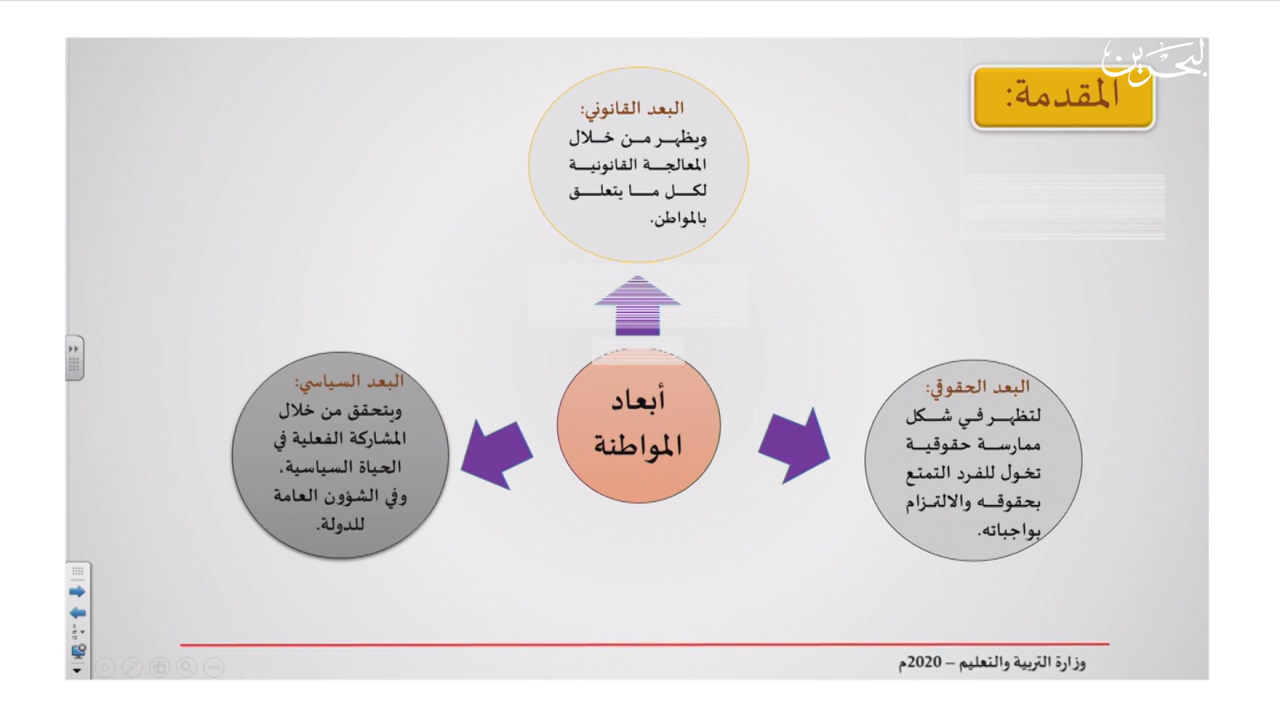 البحرين
المقدمة:
البعد القانوني:
ويظهر من خلال
المعالجة القانونية
لكل ما يتعلق
بالمواطن.
أبعاد
المواطنة
البعد الحقوقي:
لتظهر في شكل
ممارسة حقوقية
تخول للفرد التمتع
بحقوقه والالتزام
بواجباته.
البعد السياسي:
ويتحقق من خلال
المشاركة الفعلية في
الحياة السياسية،
وفي الشؤون العامة
للدولة.
وزارة التربية والتعليم – 2020م